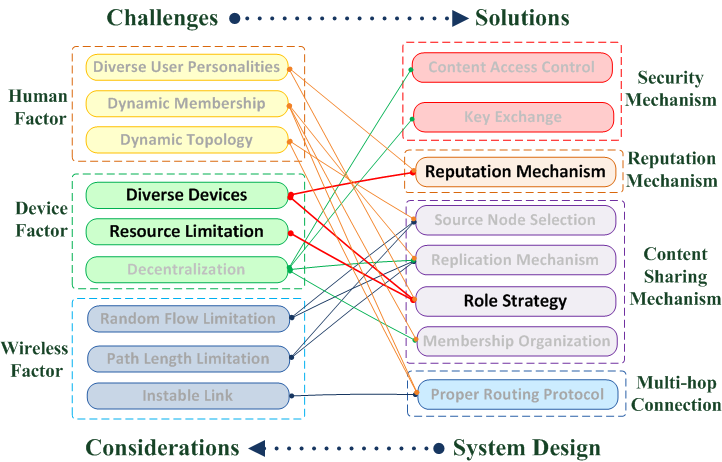 Challenges
Solutions
Human
Factor
Diverse User Personalities
Dynamic Membership
Dynamic Topology
Device
Factor
Diverse Devices
Resource Limitation
Decentralization
Wireless
Factor
Random Flow Limitation
Path Length Limitation
Instable Link
Content Access Control
Key Exchange
Security
Mechanism
Reputation Mechanism
Reputation
Mechanism
Source Node Selection
Replication Mechanism
Role Strategy
Membership Organization
Content
Sharing
Mechanism
Proper Routing Protocol
Multi-hop
Connection
Considerations
System Design